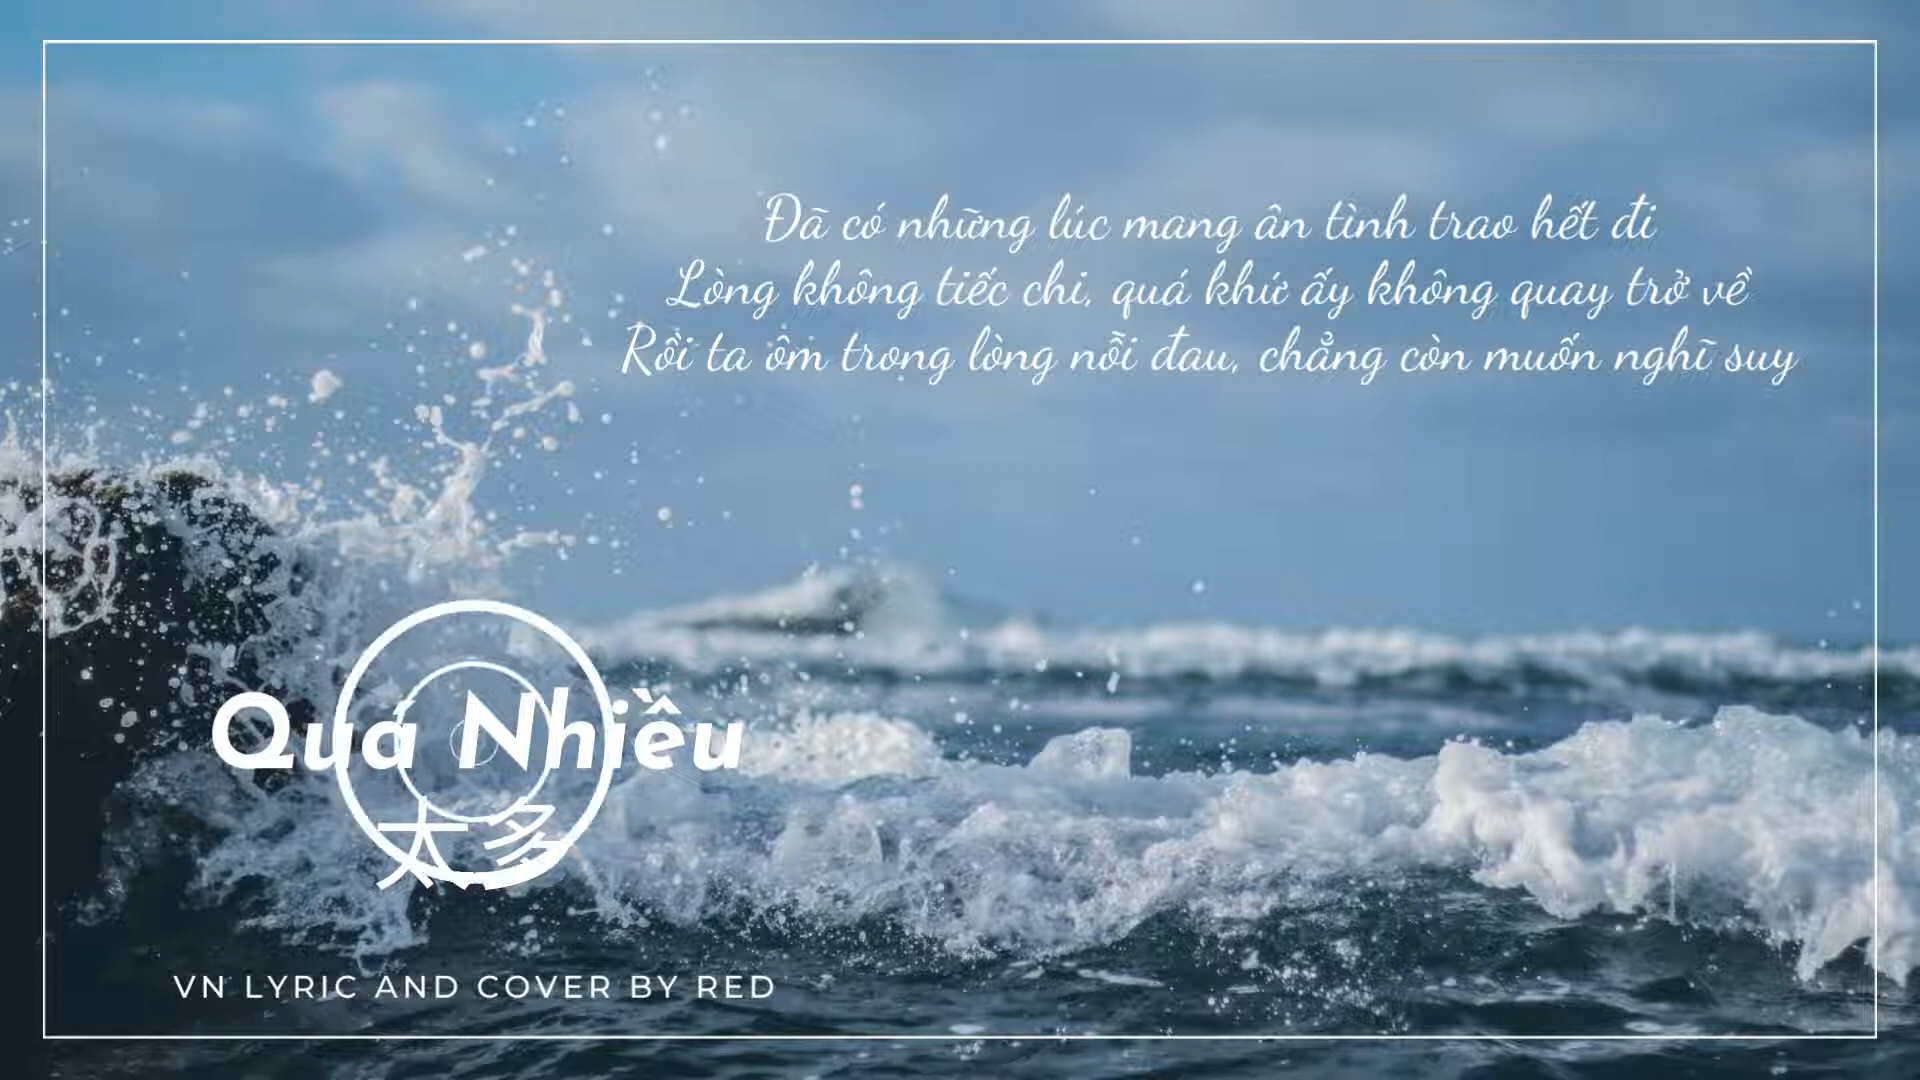 Đã có những lúc mang ân tình trao hết đi
Lòng không tiếc chi, quá khứ ấy không quay trở về
Rồi ta ôm trong lòng nỗi đau, chẳng còn muốn nghĩ suy
Quá Nhiều
太多
VN LYRIC AND COVER BY RED